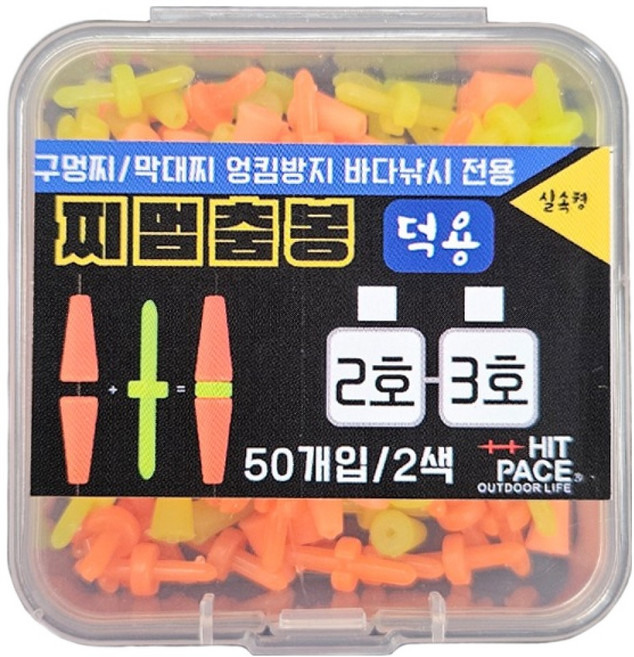 구멍찌/막대찌 엉킴방지 바다낚시 전용
실속형
찌멈춤봉 덕용
+ =
2호-3호
50개입/2색
HIT
PACE
OUTDOOR LIFE